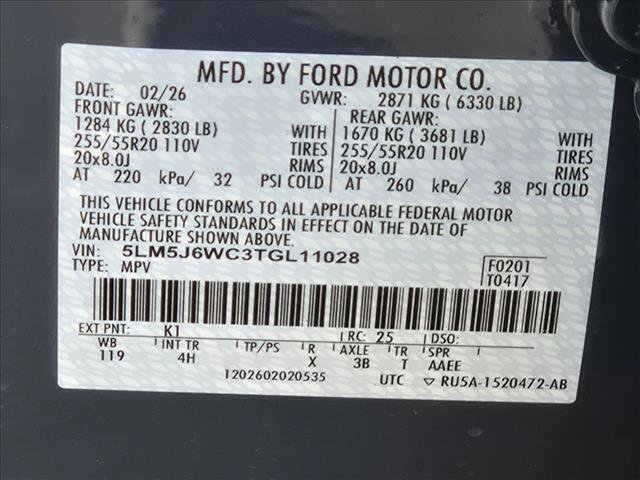 MFD. BY FORD MOTOR CO.
DATE: 02/26 GVWR: 2871 KG ( 6330 LB)
FRONT GAWR: REAR GAWR:
1284 KG ( 2830 LB) WITH 1670 KG ( 3681 LB) WITH
255/55R20 110V TIRES 255/55R20 110V TIRES
20x8.0J RIMS 20x8.0J RIMS
AT 220 kPa/ 32 PSI COLD AT 260 kPa/ 38 PSI COLD
THIS VEHICLE CONFORMS TO ALL APPLICABLE FEDERAL MOTOR
VEHICLE SAFETY STANDARDS IN EFFECT ON THE DATE OF
MANUFACTURE SHOWN ABOVE.
VIN: 5LM5J6WC3TGL11028 F0201
TYPE: MPV T0417
EXT PNT: K1 RC: 25 DSO:
WB INT TR TP/PS R AXLE TR SPR
119 4H X 3B T AAEE
1202602020535 UTC ▽ RU5A-1520472-AB